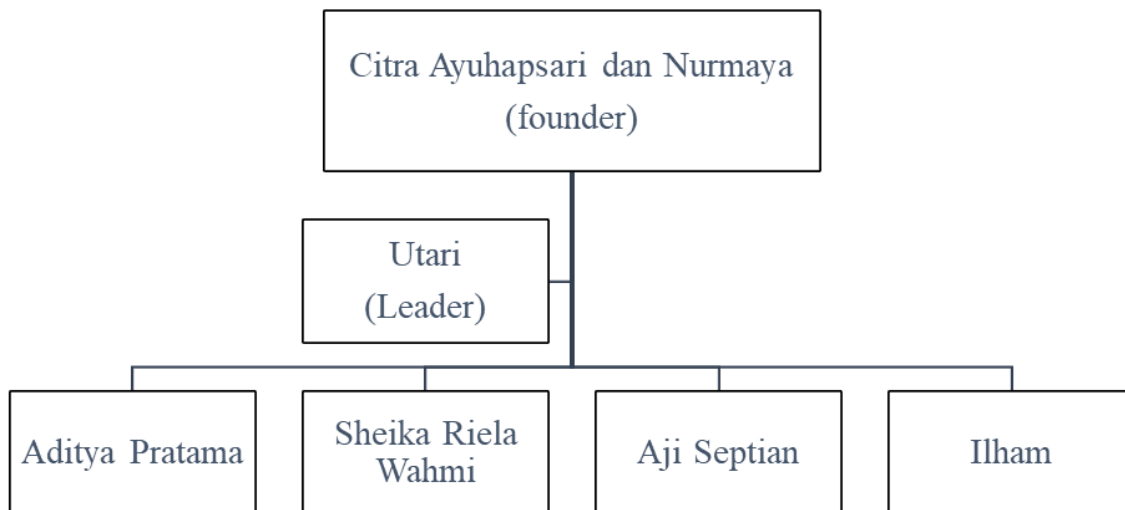 Citra Ayuhapsari dan Nurmaya
(founder)
Utari
(Leader)
Aditya Pratama
Sheika Riela
Wahmi
Aji Septian
Ilham